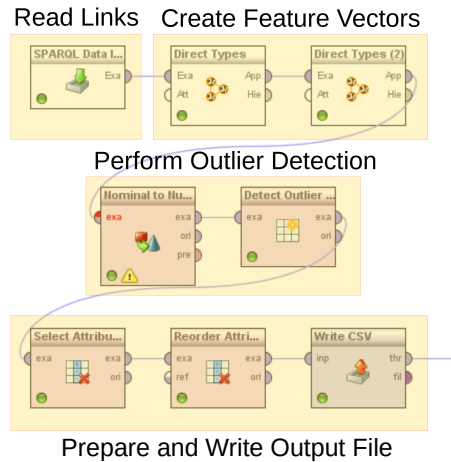 Read Links
Create Feature Vectors
SPARQL Data I...
Exa
Direct Types
Exa App
Att Hie
Direct Types (2)
Exa App
Att Hie
Perform Outlier Detection
Nominal to Nu...
exa exa
ori
pre
Detect Outlier ...
exa exa
ori
Select Attribu...
exa exa
ori
Reorder Attri...
exa exa
ref ori
Write CSV
inp thr
fil
Prepare and Write Output File